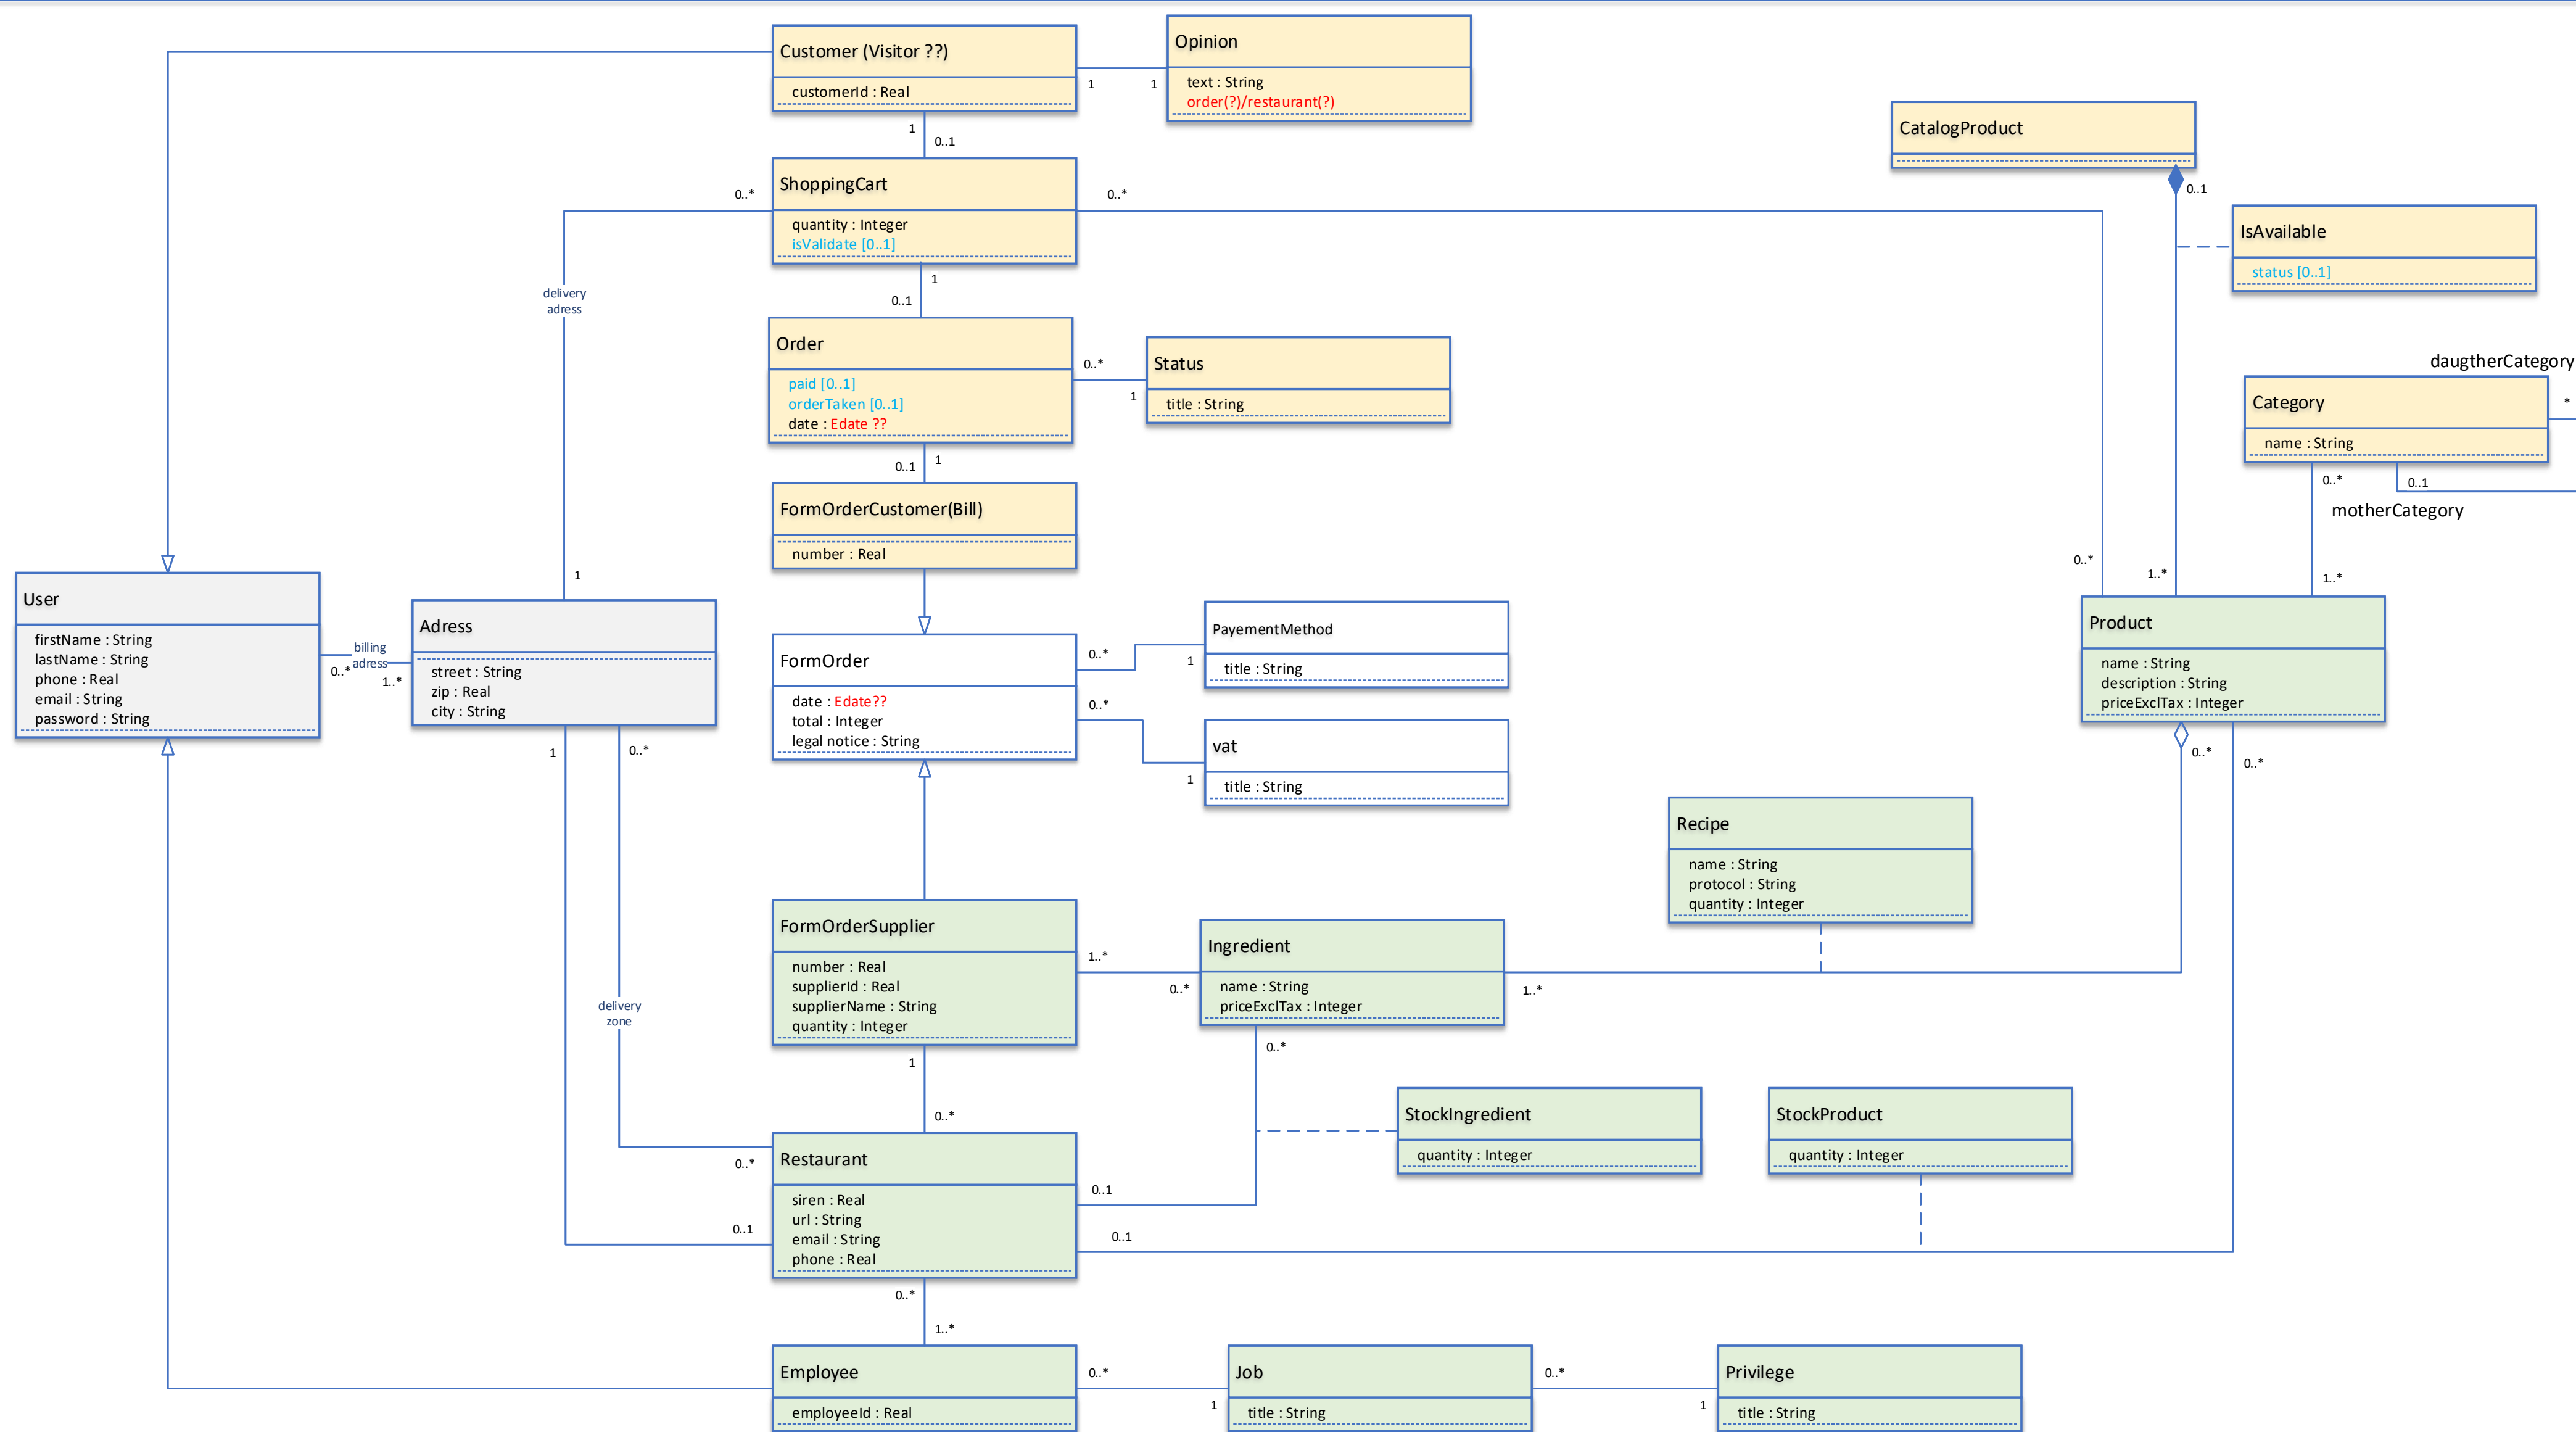 Customer (Visitor ??)
customerId : Real
1
0..1
1
1
Opinion
text : String
order(?)/restaurant(?)
CatalogProduct
0..1
IsAvailable
status [0..1]
0..*
ShoppingCart
quantity : Integer
isValidate [0..1]
0..*
delivery
adress
1
0..1
Order
paid [0..1]
orderTaken [0..1]
date : Edate ??
0..*
1
Status
title : String
daugtherCategory
Category
name : String
*
0..*
0..1
motherCategory
1
0..1
FormOrderCustomer(Bill)
number : Real
1
0..*
1..*
1..*
User
firstName : String
lastName : String
phone : Real
email : String
password : String
billing
adress
0..*
1..*
Adress
street : String
zip : Real
city : String
FormOrder
date : Edate??
total : Integer
legal notice : String
0..*
1
PayementMethod
title : String
0..*
1
vat
title : String
Product
name : String
description : String
priceExclTax : Integer
0..*
0..*
1
0..*
Recipe
name : String
protocol : String
quantity : Integer
FormOrderSupplier
number : Real
supplierId : Real
supplierName : String
quantity : Integer
1..*
0..*
Ingredient
name : String
priceExclTax : Integer
1..*
delivery
zone
1
0..*
0..*
StockIngredient
quantity : Integer
StockProduct
quantity : Integer
0..*
0..1
Restaurant
siren : Real
url : String
email : String
phone : Real
0..1
0..1
0..*
1..*
Employee
employeeId : Real
0..*
1
Job
title : String
0..*
1
Privilege
title : String